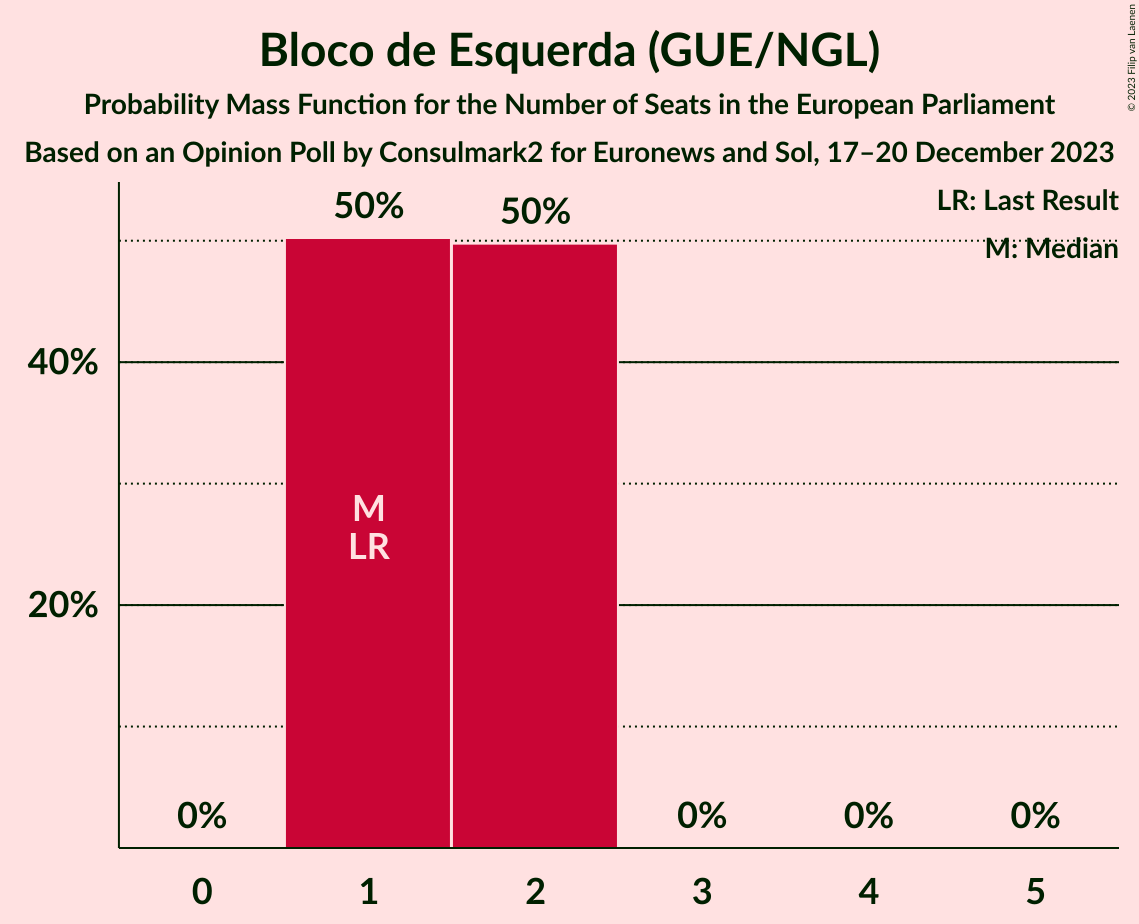 Bloco de Esquerda (GUE/NGL)
Probability Mass Function for the Number of Seats in the European Parliament
Based on an Opinion Poll by Consulmark2 for Euronews and Sol, 17–20 December 2023
© 2023 Filip van Laenen
LR: Last Result
M: Median
50%
50%
40%
20%
M
LR
0%
0%
0%
0%
0
1
2
3
4
5